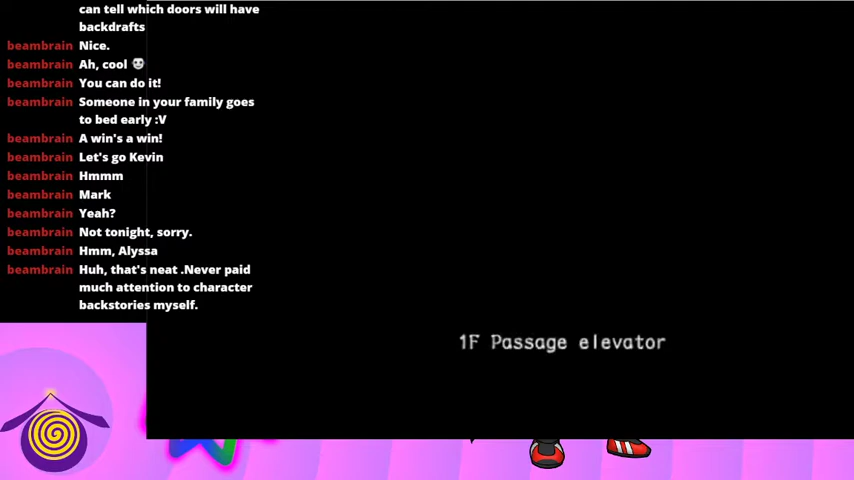 can tell which doors will have
backdrafts
beambrain Nice.
beambrain Ah, cool
beambrain You can do it!
beambrain Someone in your family goes
to bed early :V
beambrain A win's a win!
beambrain Let's go Kevin
beambrain Hmmm
beambrain Mark
beambrain Yeah?
beambrain Not tonight, sorry.
beambrain Hmm, Alyssa
beambrain Huh, that's neat .Never paid
much attention to character
backstories myself.
1F Passage elevator